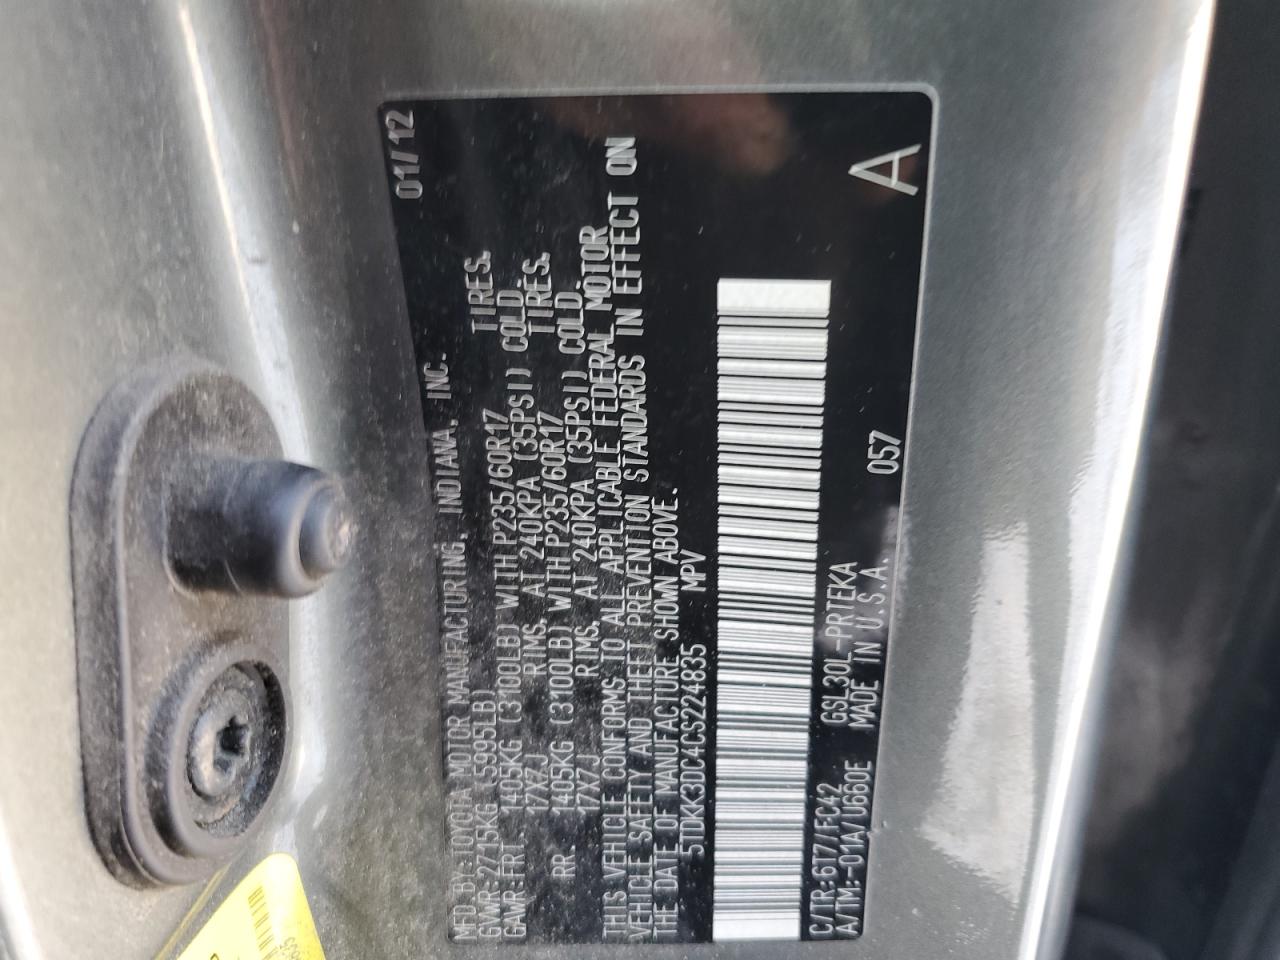 MFD.BY:TOYOTA MOTOR MANUFACTURING, INDIANA, INC. 01/12
GVWR:2715KG (5995LB)
GAWR:FRT. 1405KG (3100LB) WITH P235/60R17 TIRES.
17X7J RIMS, AT 240KPA (35PSI) COLD.
RR. 1405KG (3100LB) WITH P235/60R17 TIRES.
17X7J RIMS, AT 240KPA (35PSI) COLD.
THIS VEHICLE CONFORMS TO ALL APPLICABLE FEDERAL MOTOR
VEHICLE SAFETY AND THEFT PREVENTION STANDARDS IN EFFECT ON
THE DATE OF MANUFACTURE SHOWN ABOVE.
5TDKK3DC4CS224835 MPV
C/TR:6T7/FC42 GSL30L-PRTEKA
A/TM:-01A/U660E MADE IN U.S.A. 057 A